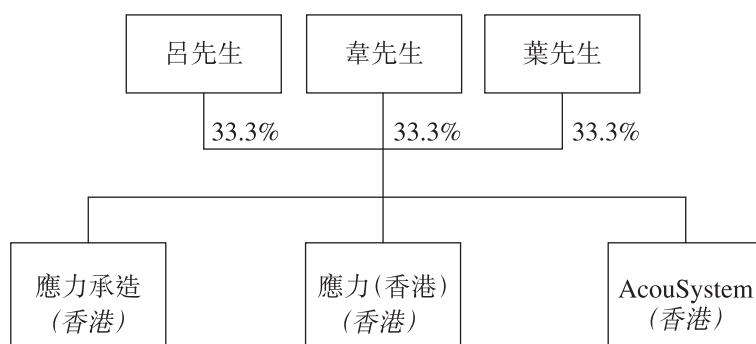 呂先生
韋先生
葉先生
33.3%
33.3%
33.3%
應力承造
(香港)
應力(香港)
(香港)
AcouSystem
(香港)